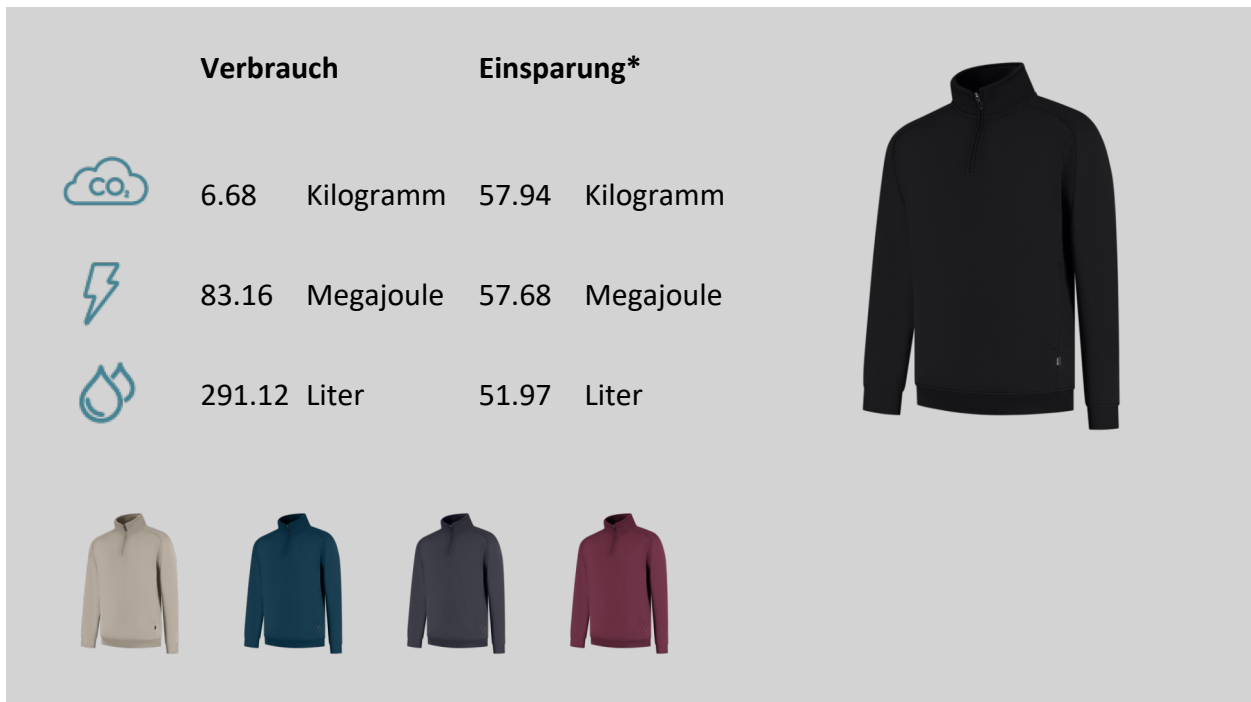 Verbrauch Einsparung*
CO₂ 6.68 Kilogramm 57.94 Kilogramm
83.16 Megajoule 57.68 Megajoule
291.12 Liter 51.97 Liter